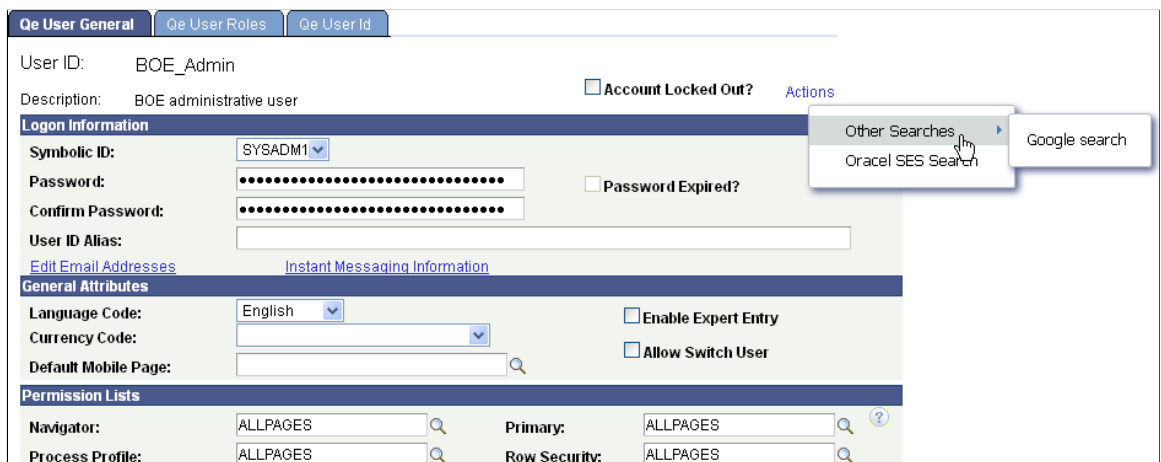 Qe User General Qe User Roles Qe User Id
User ID: BOE_Admin
Account Locked Out? Actions
Description: BOE administrative user
Logon Information
Other Searches Google search
Symbolic ID: SYSADM1
Oracel SES Search
Password: ••••••••••••••••••••••••••••••••
Password Expired?
Confirm Password: ••••••••••••••••••••••••••••••••
User ID Alias:
Edit Email Addresses Instant Messaging Information
General Attributes
Language Code: English Enable Expert Entry
Currency Code:
Allow Switch User
Default Mobile Page:
Permission Lists
?
Navigator: ALLPAGES Primary: ALLPAGES
Process Profile: ALLPAGES Row Security: ALLPAGES